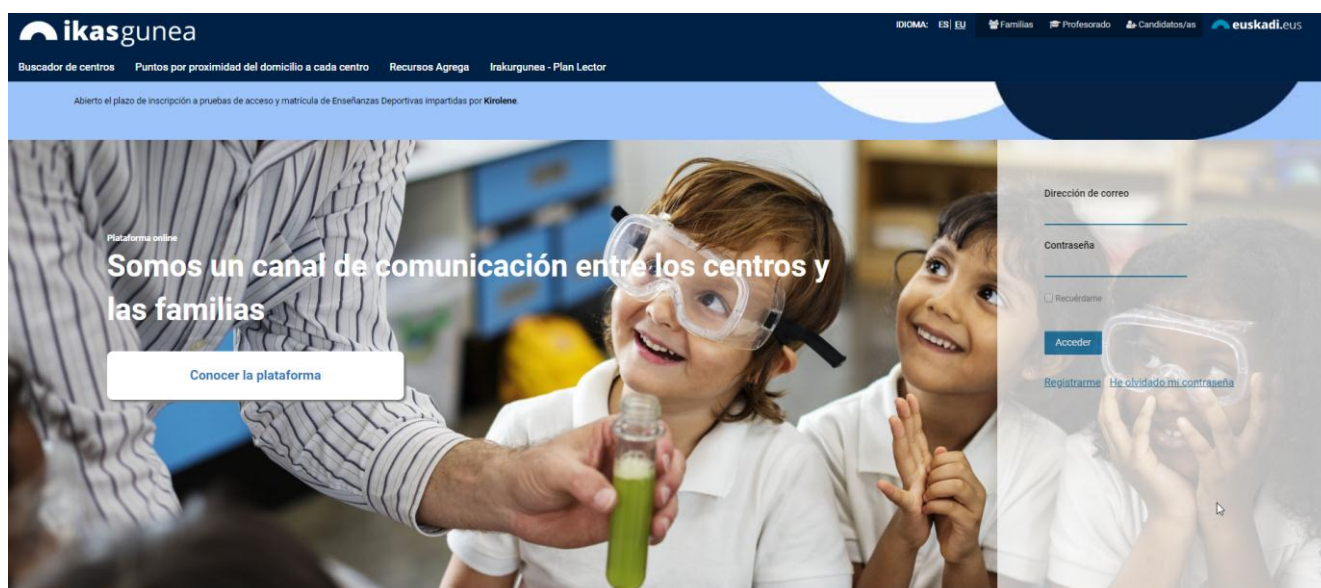 ikasgunea
IDIOMA: ES| EU Familias Profesorado Candidatos/as euskadi.eus
Buscador de centros Puntos por proximidad del domicilio a cada centro Recursos Agrega Irakurgunea - Plan Lector
Abierto el plazo de inscripción a pruebas de acceso y matrícula de Enseñanzas Deportivas impartidas por Kirolene.
Plataforma online
Somos un canal de comunicación entre los centros y
las familias
Conocer la plataforma
Dirección de correo
Contraseña
Recuérdame
Acceder
Registrarme He olvidado mi contraseña